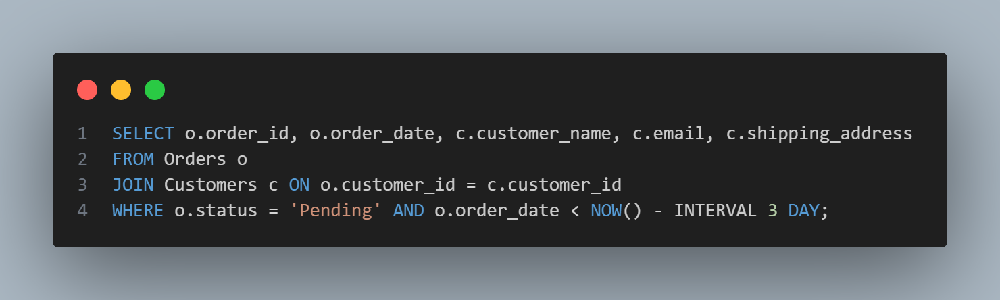 1 SELECT o.order_id, o.order_date, c.customer_name, c.email, c.shipping_address
2 FROM Orders o
3 JOIN Customers c ON o.customer_id = c.customer_id
4 WHERE o.status = 'Pending' AND o.order_date < NOW() - INTERVAL 3 DAY;